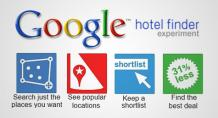 Google™ hotel finder
experiment
shortlist
31%
less
Search just the
places you want
See popular
locations
Keep a
shortlist
Find the
best deal